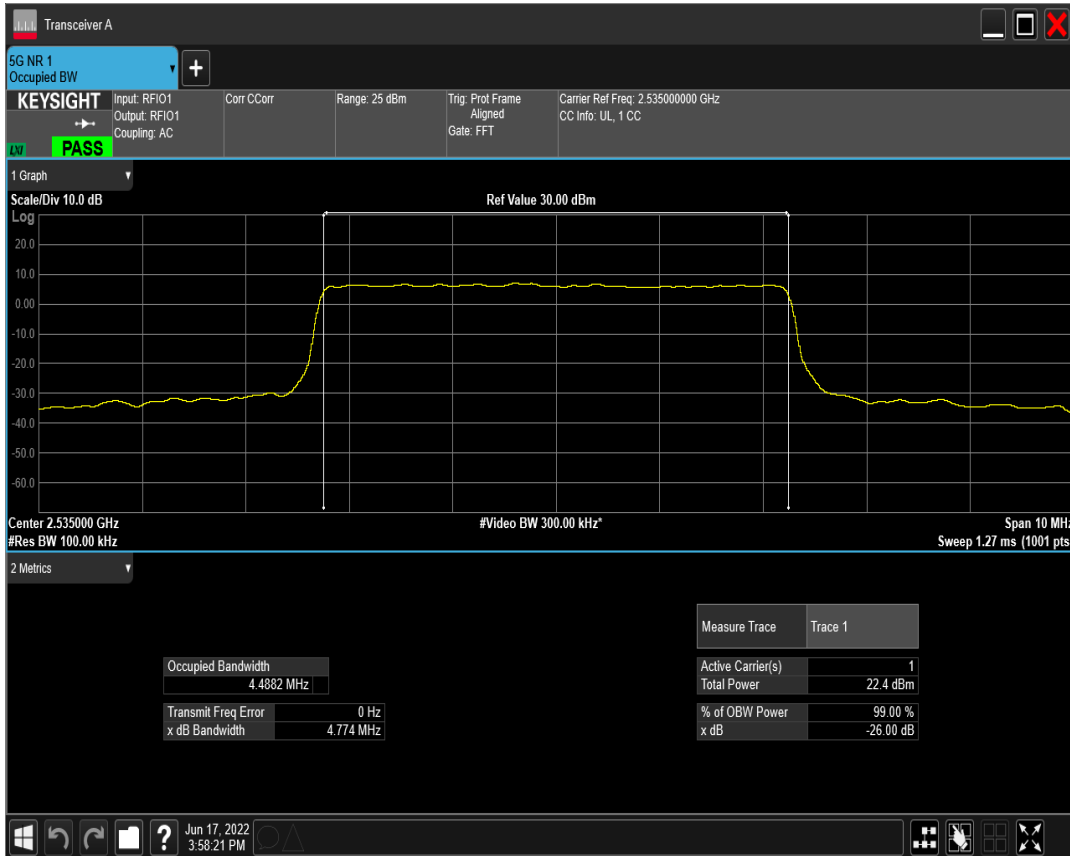 Transceiver A
5G NR 1
Occupied BW
KEYSIGHT
LXI
PASS
Input: RFIO1
Output: RFIO1
Coupling: AC
Corr CCorr
Range: 25 dBm
Trig: Prot Frame
Aligned
Gate: FFT
Carrier Ref Freq: 2.535000000 GHz
CC Info: UL, 1 CC
1 Graph
Scale/Div 10.0 dB
Ref Value 30.00 dBm
Log
20.0
10.0
0.00
-10.0
-20.0
-30.0
-40.0
-50.0
-60.0
Center 2.535000 GHz
#Video BW 300.00 kHz*
Span 10 MHz
#Res BW 100.00 kHz
Sweep 1.27 ms (1001 pts
2 Metrics
Measure Trace Trace 1
Occupied Bandwidth
4.4882 MHz
Active Carrier(s) 1
Total Power 22.4 dBm
Transmit Freq Error 0 Hz
x dB Bandwidth 4.774 MHz
% of OBW Power 99.00 %
x dB -26.00 dB
?
Jun 17, 2022
3:58:21 PM